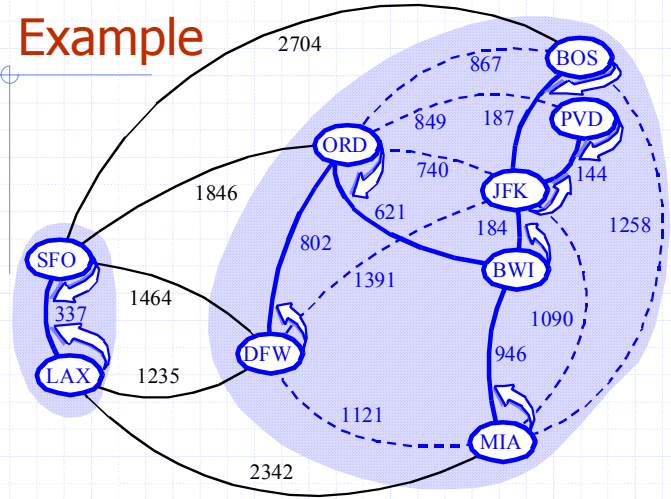 Example
2704
BOS
867
PVD
849
187
ORD
740
144
JFK
1846
621
184
1258
802
SFO
BWI
1391
1464
337
1090
DFW
946
LAX
1235
1121
MIA
2342